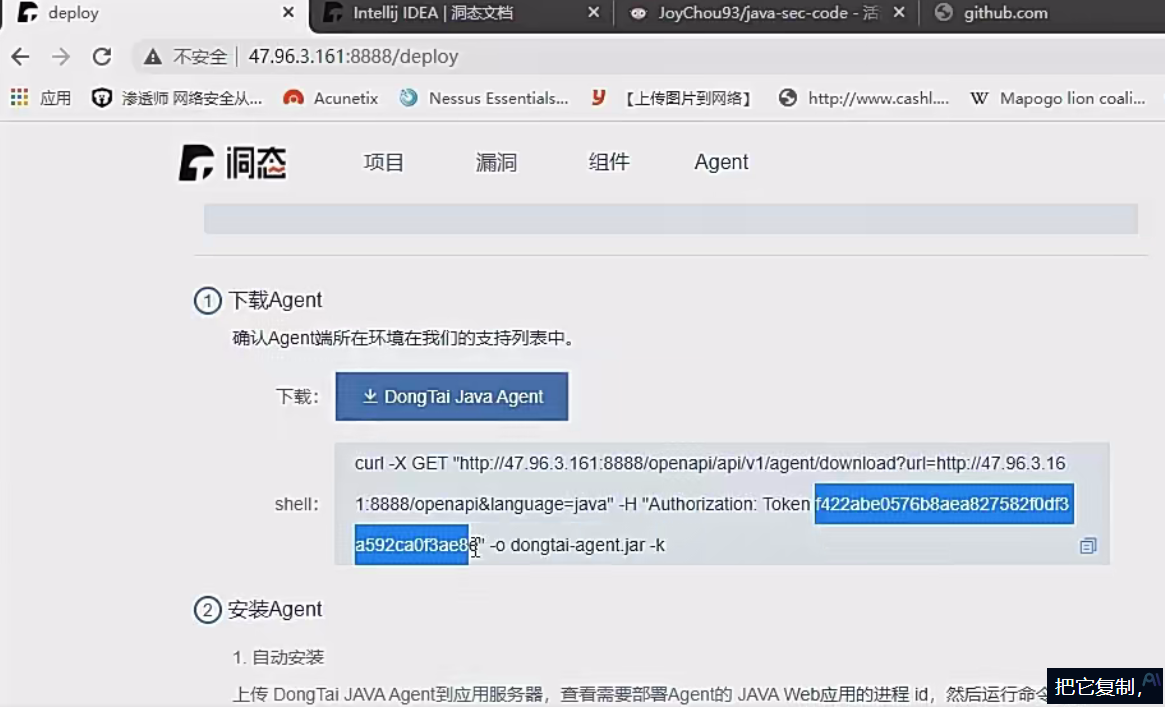 deploy
Intellij IDEA | 洞态文档
JoyChou93/java-sec-code - 活
github.com
不安全 | 47.96.3.161:8888/deploy
应用
渗透师 网络安全从...
Acunetix
Nessus Essentials...
【上传图片到网络】
http://www.cashl....
Mapogo lion coali...
洞态
项目
漏洞
组件
Agent
1 下载Agent
确认Agent端所在环境在我们的支持列表中。
下载：
DongTai Java Agent
shell：
curl -X GET "http://47.96.3.161:8888/openapi/api/v1/agent/download?url=http://47.96.3.16
1:8888/openapi&language=java" -H "Authorization: Token f422abe0576b8aea827582f0df3
a592ca0f3ae8e" -o dongtai-agent.jar -k
2 安装Agent
1. 自动安装
上传 DongTai JAVA Agent到应用服务器，查看需要部署Agent的 JAVA Web应用的进程 id，然后运行命令
把它复制,
AI